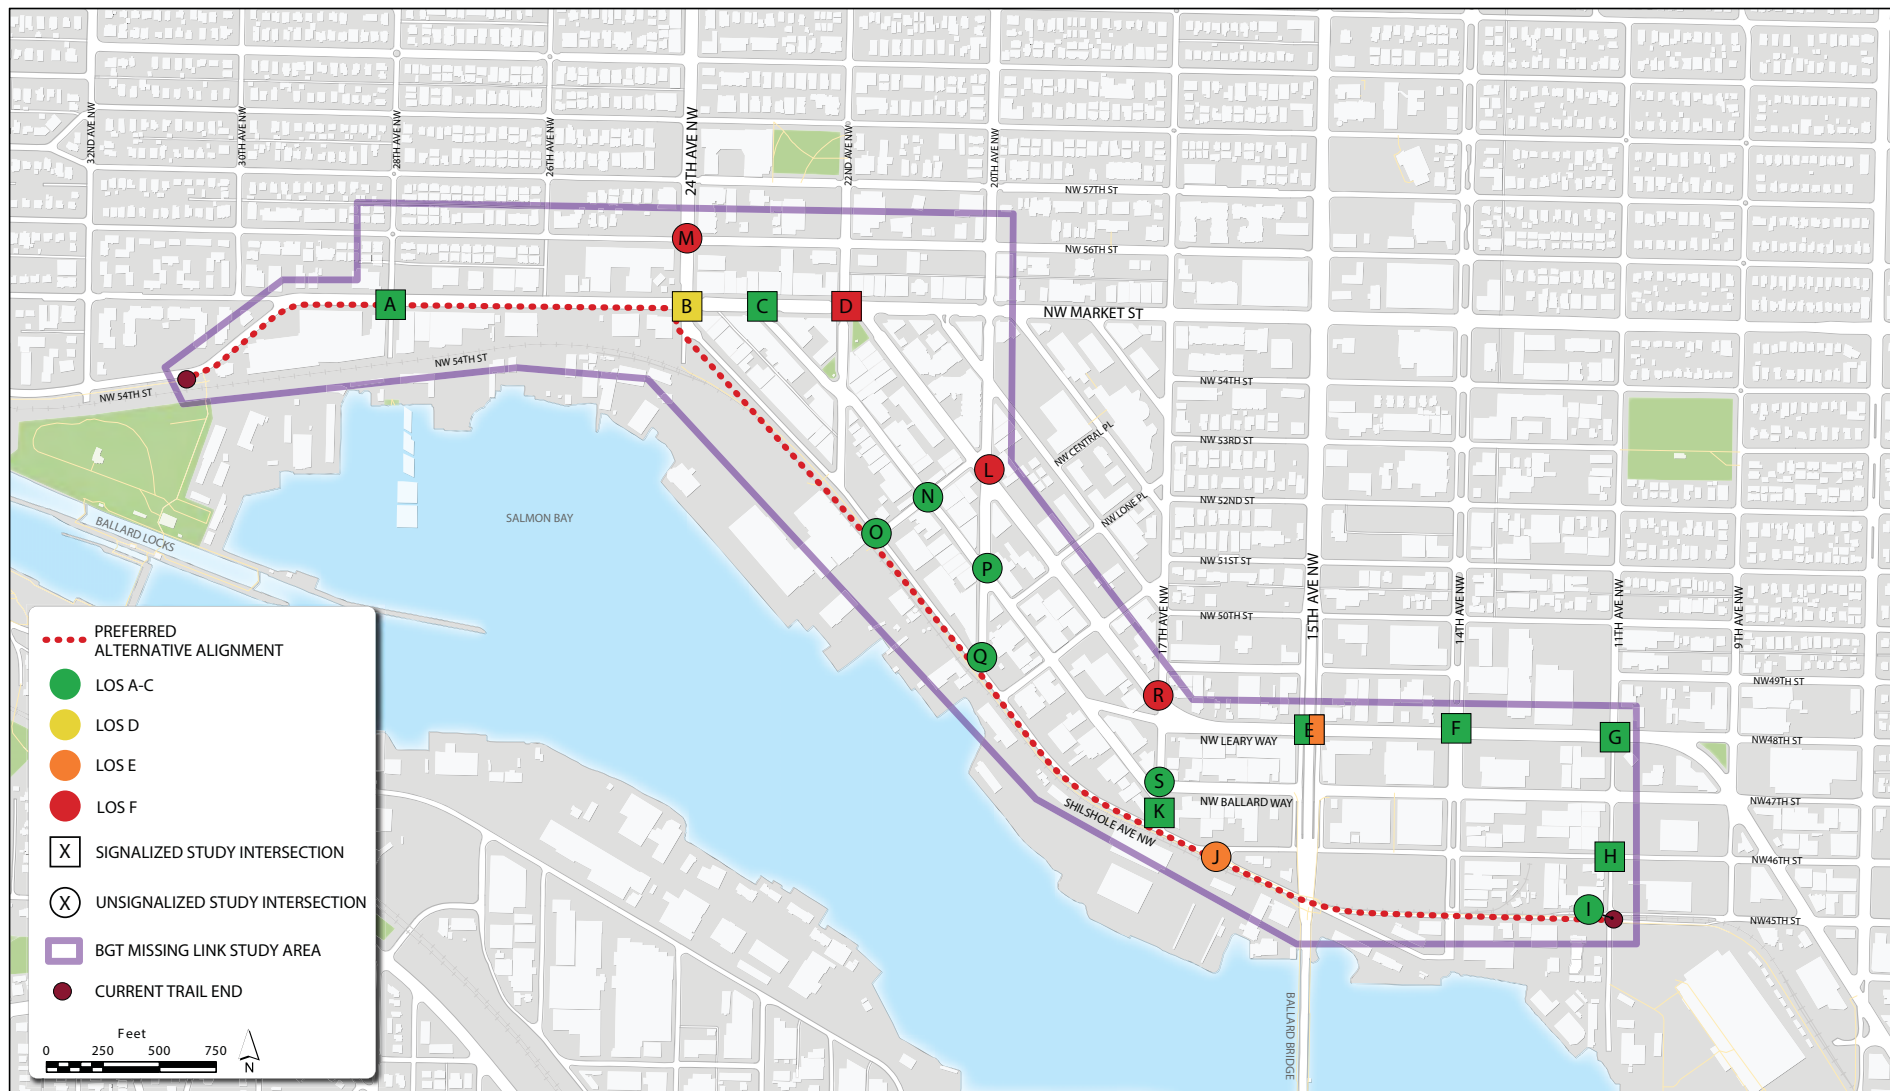 32ND AVE NW
30TH AVE NW
28TH AVE NW
26TH AVE NW
24TH AVE NW
22ND AVE NW
20TH AVE NW
NW 57TH ST
M
NW 56TH ST
A
B
C
D
NW MARKET ST
NW 54TH ST
NW 54TH ST
NW 54TH ST
NW 53RD ST
NW CENTRAL PL
L
N
NW 52ND ST
NW LONE PL
SALMON BAY
BALLARD LOCKS
O
NW 51ST ST
P
15TH AVE NW
17TH AVE NW
14TH AVE NW
11TH AVE NW
9TH AVE NW
NW 50TH ST
Q
NW49TH ST
R
E
F
G
NW LEARY WAY
NW48TH ST
S
K
NW BALLARD WAY
NW47TH ST
SHILSHOLE AVE NW
J
H
NW46TH ST
I
NW45TH ST
BALLARD BRIDGE
PREFERRED
ALTERNATIVE ALIGNMENT
LOS A-C
LOS D
LOS E
LOS F
X SIGNALIZED STUDY INTERSECTION
X UNSIGNALIZED STUDY INTERSECTION
BGT MISSING LINK STUDY AREA
CURRENT TRAIL END
Feet
0 250 500 750
N